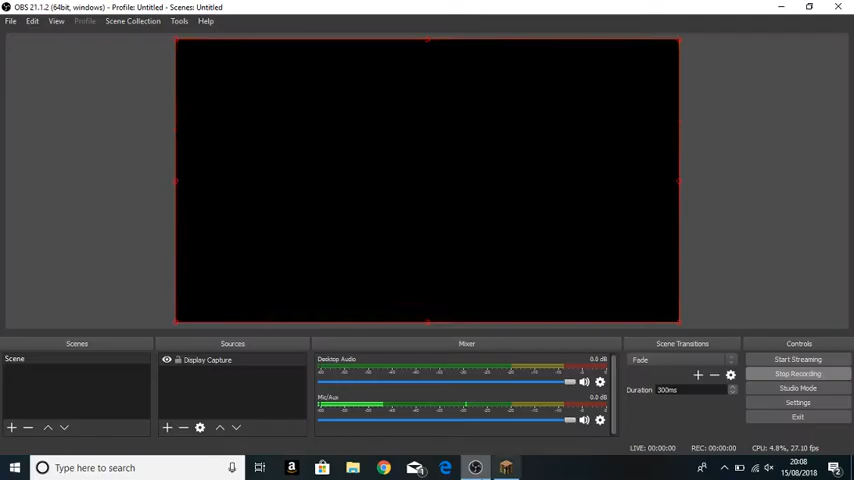 OBS 21.1.2 (64bit, windows) - Profile: Untitled - Scenes: Untitled
File Edit View Profile Scene Collection Tools Help
Scenes Sources Mixer Scene Transitions Controls
Scene
Display Capture
Desktop Audio 0.0 dB
Mic/Aux 0.0 dB
Fade
Duration 300ms
Start Streaming
Stop Recording
Studio Mode
Settings
Exit
LIVE: 00:00:00 REC: 00:00:00 CPU: 4.8%, 27.10 fps
Type here to search
20:08
15/08/2018